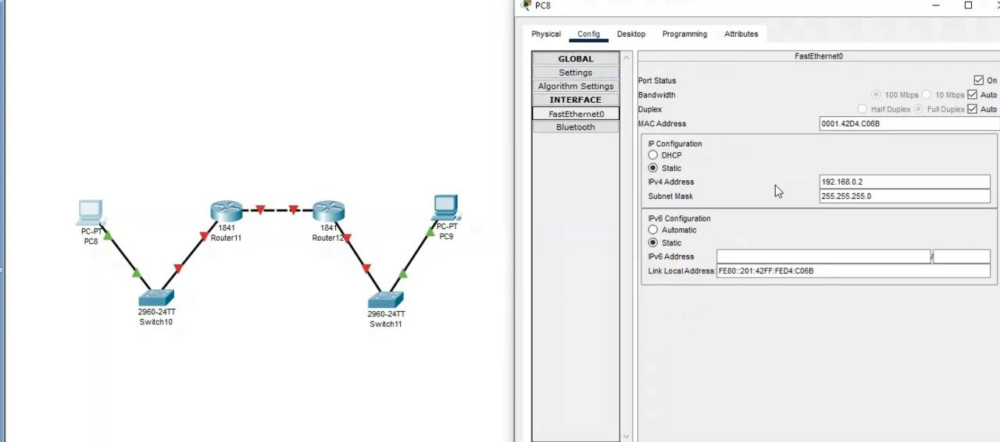 PC8
Physical Config Desktop Programming Attributes
GLOBAL
Settings
Algorithm Settings
INTERFACE
FastEthernet0
Bluetooth
FastEthernet0
Port Status On
Bandwidth 100 Mbps 10 Mbps Auto
Duplex Half Duplex Full Duplex Auto
MAC Address 0001.42D4.C06B
IP Configuration
DHCP
Static
IPv4 Address 192.168.0.2
Subnet Mask 255.255.255.0
IPv6 Configuration
Automatic
Static
IPv6 Address /
Link Local Address: FE80::201:42FF:FED4:C06B
PC-PT
PC8
1841
Router11
1841
Router12
PC-PT
PC9
2960-24TT
Switch10
2960-24TT
Switch11